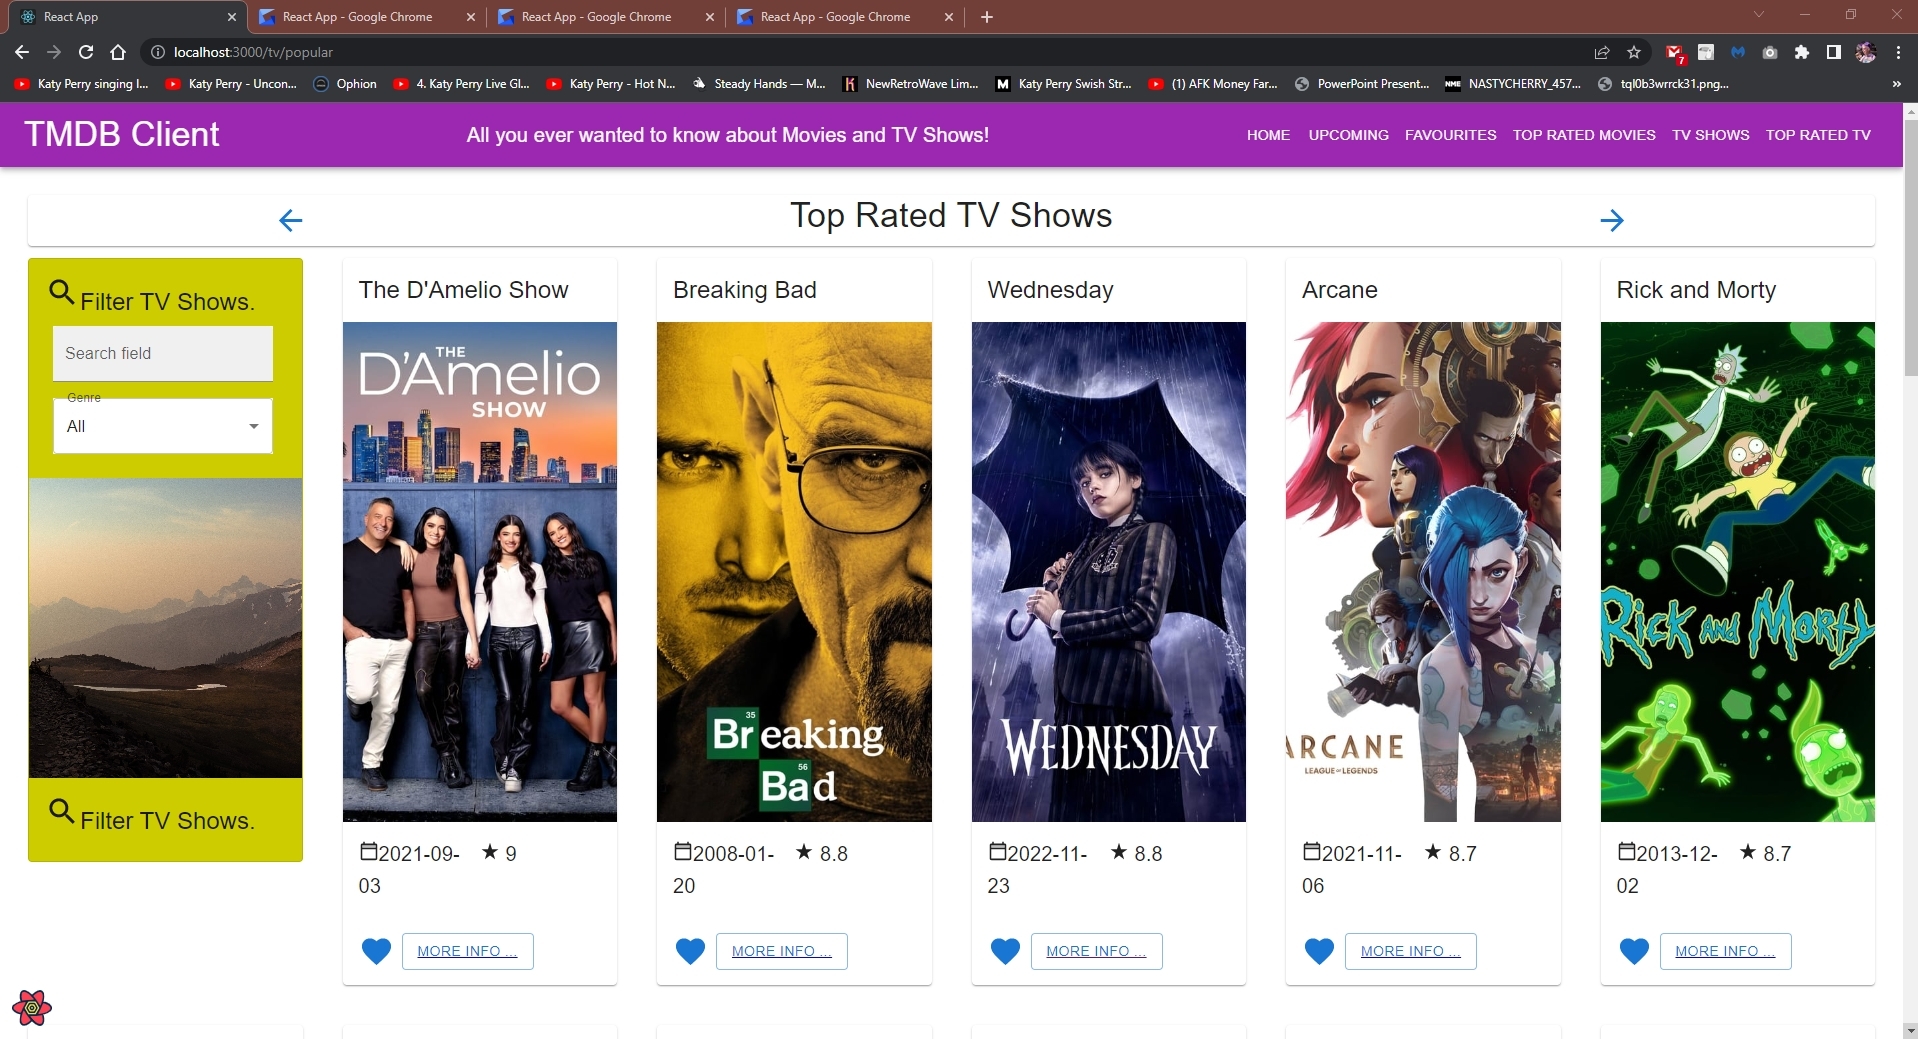 React App
React App - Google Chrome
React App - Google Chrome
React App - Google Chrome
localhost:3000/tv/popular
7
Katy Perry singing I...
Katy Perry - Uncon...
Ophion
4. Katy Perry Live Gl...
Katy Perry - Hot N...
Steady Hands — M...
NewRetroWave Lim...
M
Katy Perry Swish Str...
(1) AFK Money Far...
PowerPoint Present...
NME
NASTYCHERRY_457...
tql0b3wrrck31.png...
»
TMDB Client
All you ever wanted to know about Movies and TV Shows!
HOME
UPCOMING
FAVOURITES
TOP RATED MOVIES
TV SHOWS
TOP RATED TV
Top Rated TV Shows
Filter TV Shows.
Search field
Genre
All
Filter TV Shows.
The D'Amelio Show
THE
D'Amelio
SHOW
2021-09-
03
9
MORE INFO ...
Breaking Bad
35
Breaking
56
Bad
2008-01-
20
8.8
MORE INFO ...
Wednesday
WEDNESDAY
2022-11-
23
8.8
MORE INFO ...
Arcane
ARCANE
LEAGUE OF LEGENDS
2021-11-
06
8.7
MORE INFO ...
Rick and Morty
RICK AND MORTY
2013-12-
02
8.7
MORE INFO ...